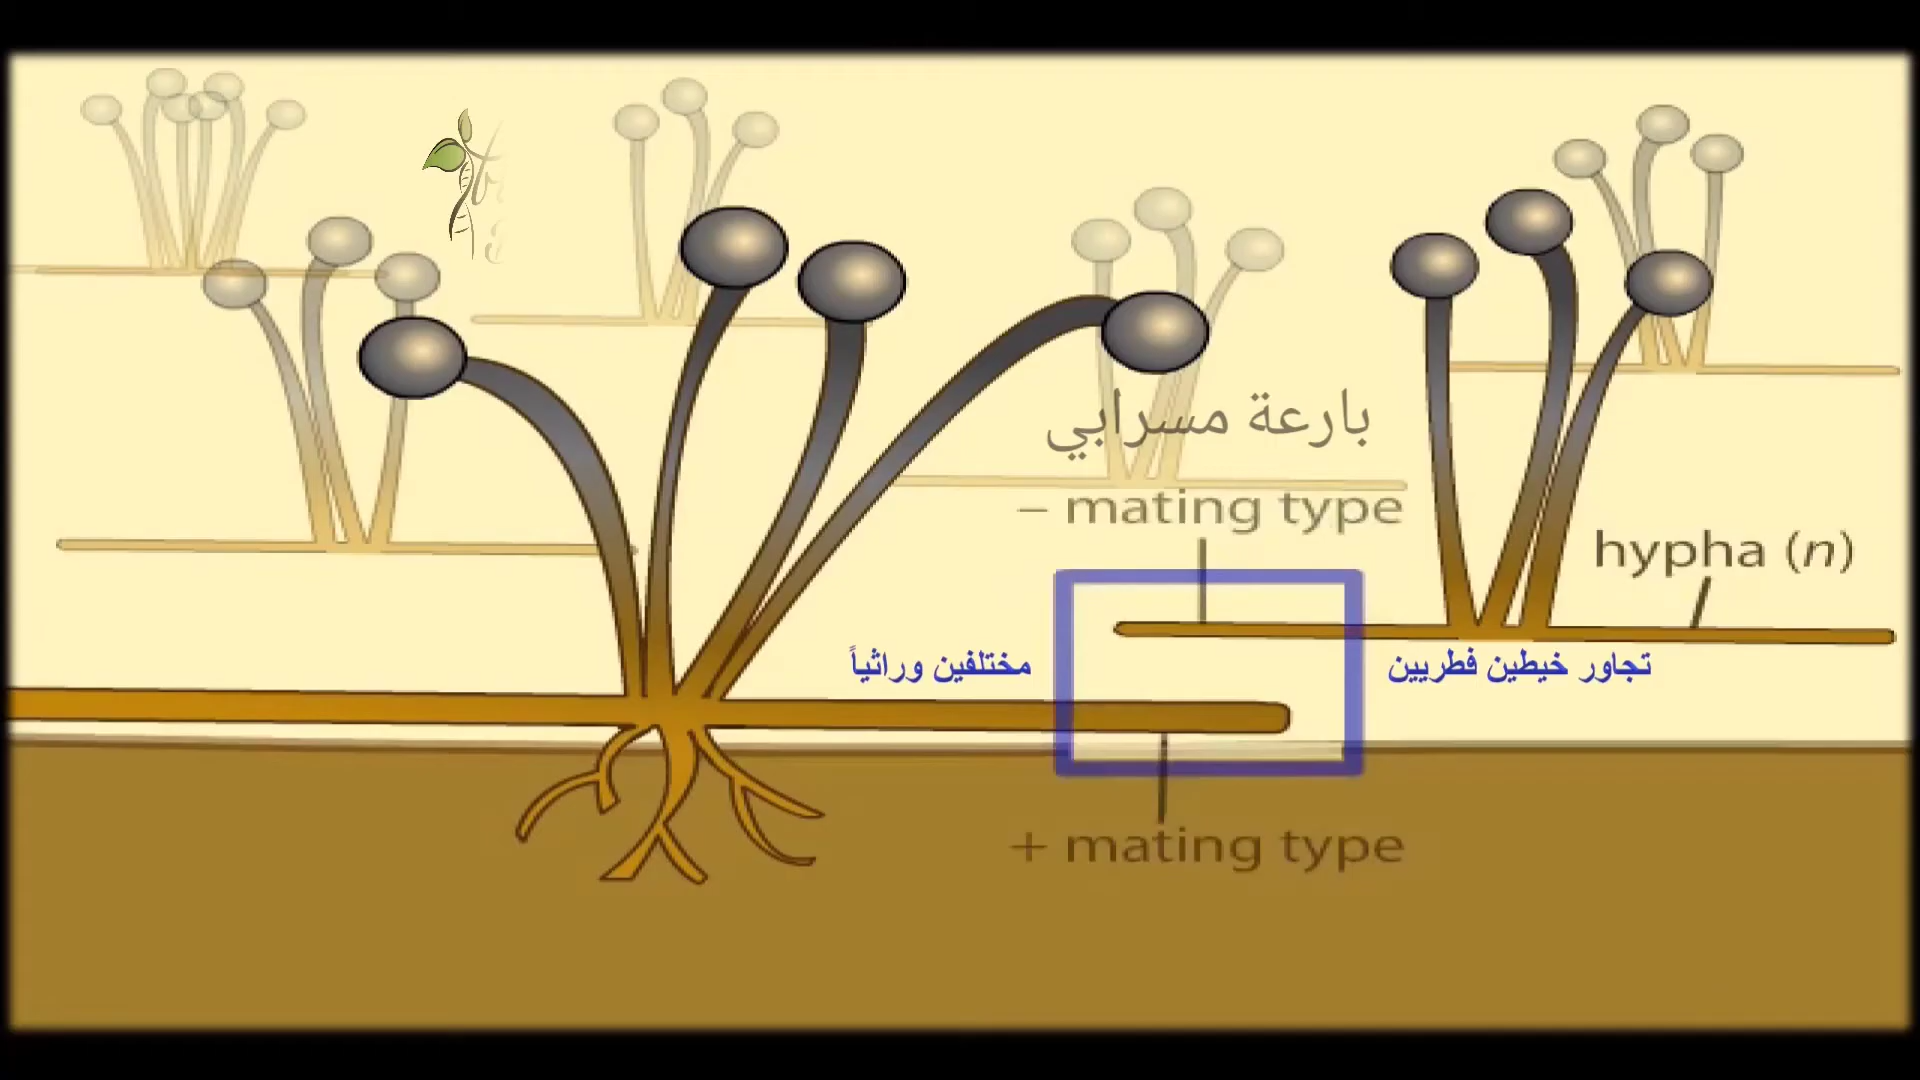 بارعة مسرابي
– mating type
hypha (n)
تجاور خيطين فطريين
مختلفين وراثياً
+ mating type